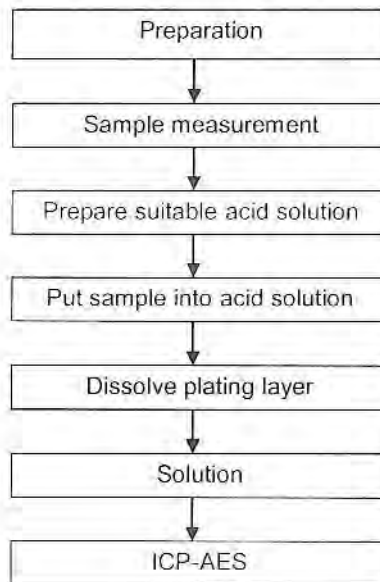 Preparation
Sample measurement
Prepare suitable acid solution
Put sample into acid solution
Dissolve plating layer
Solution
ICP-AES